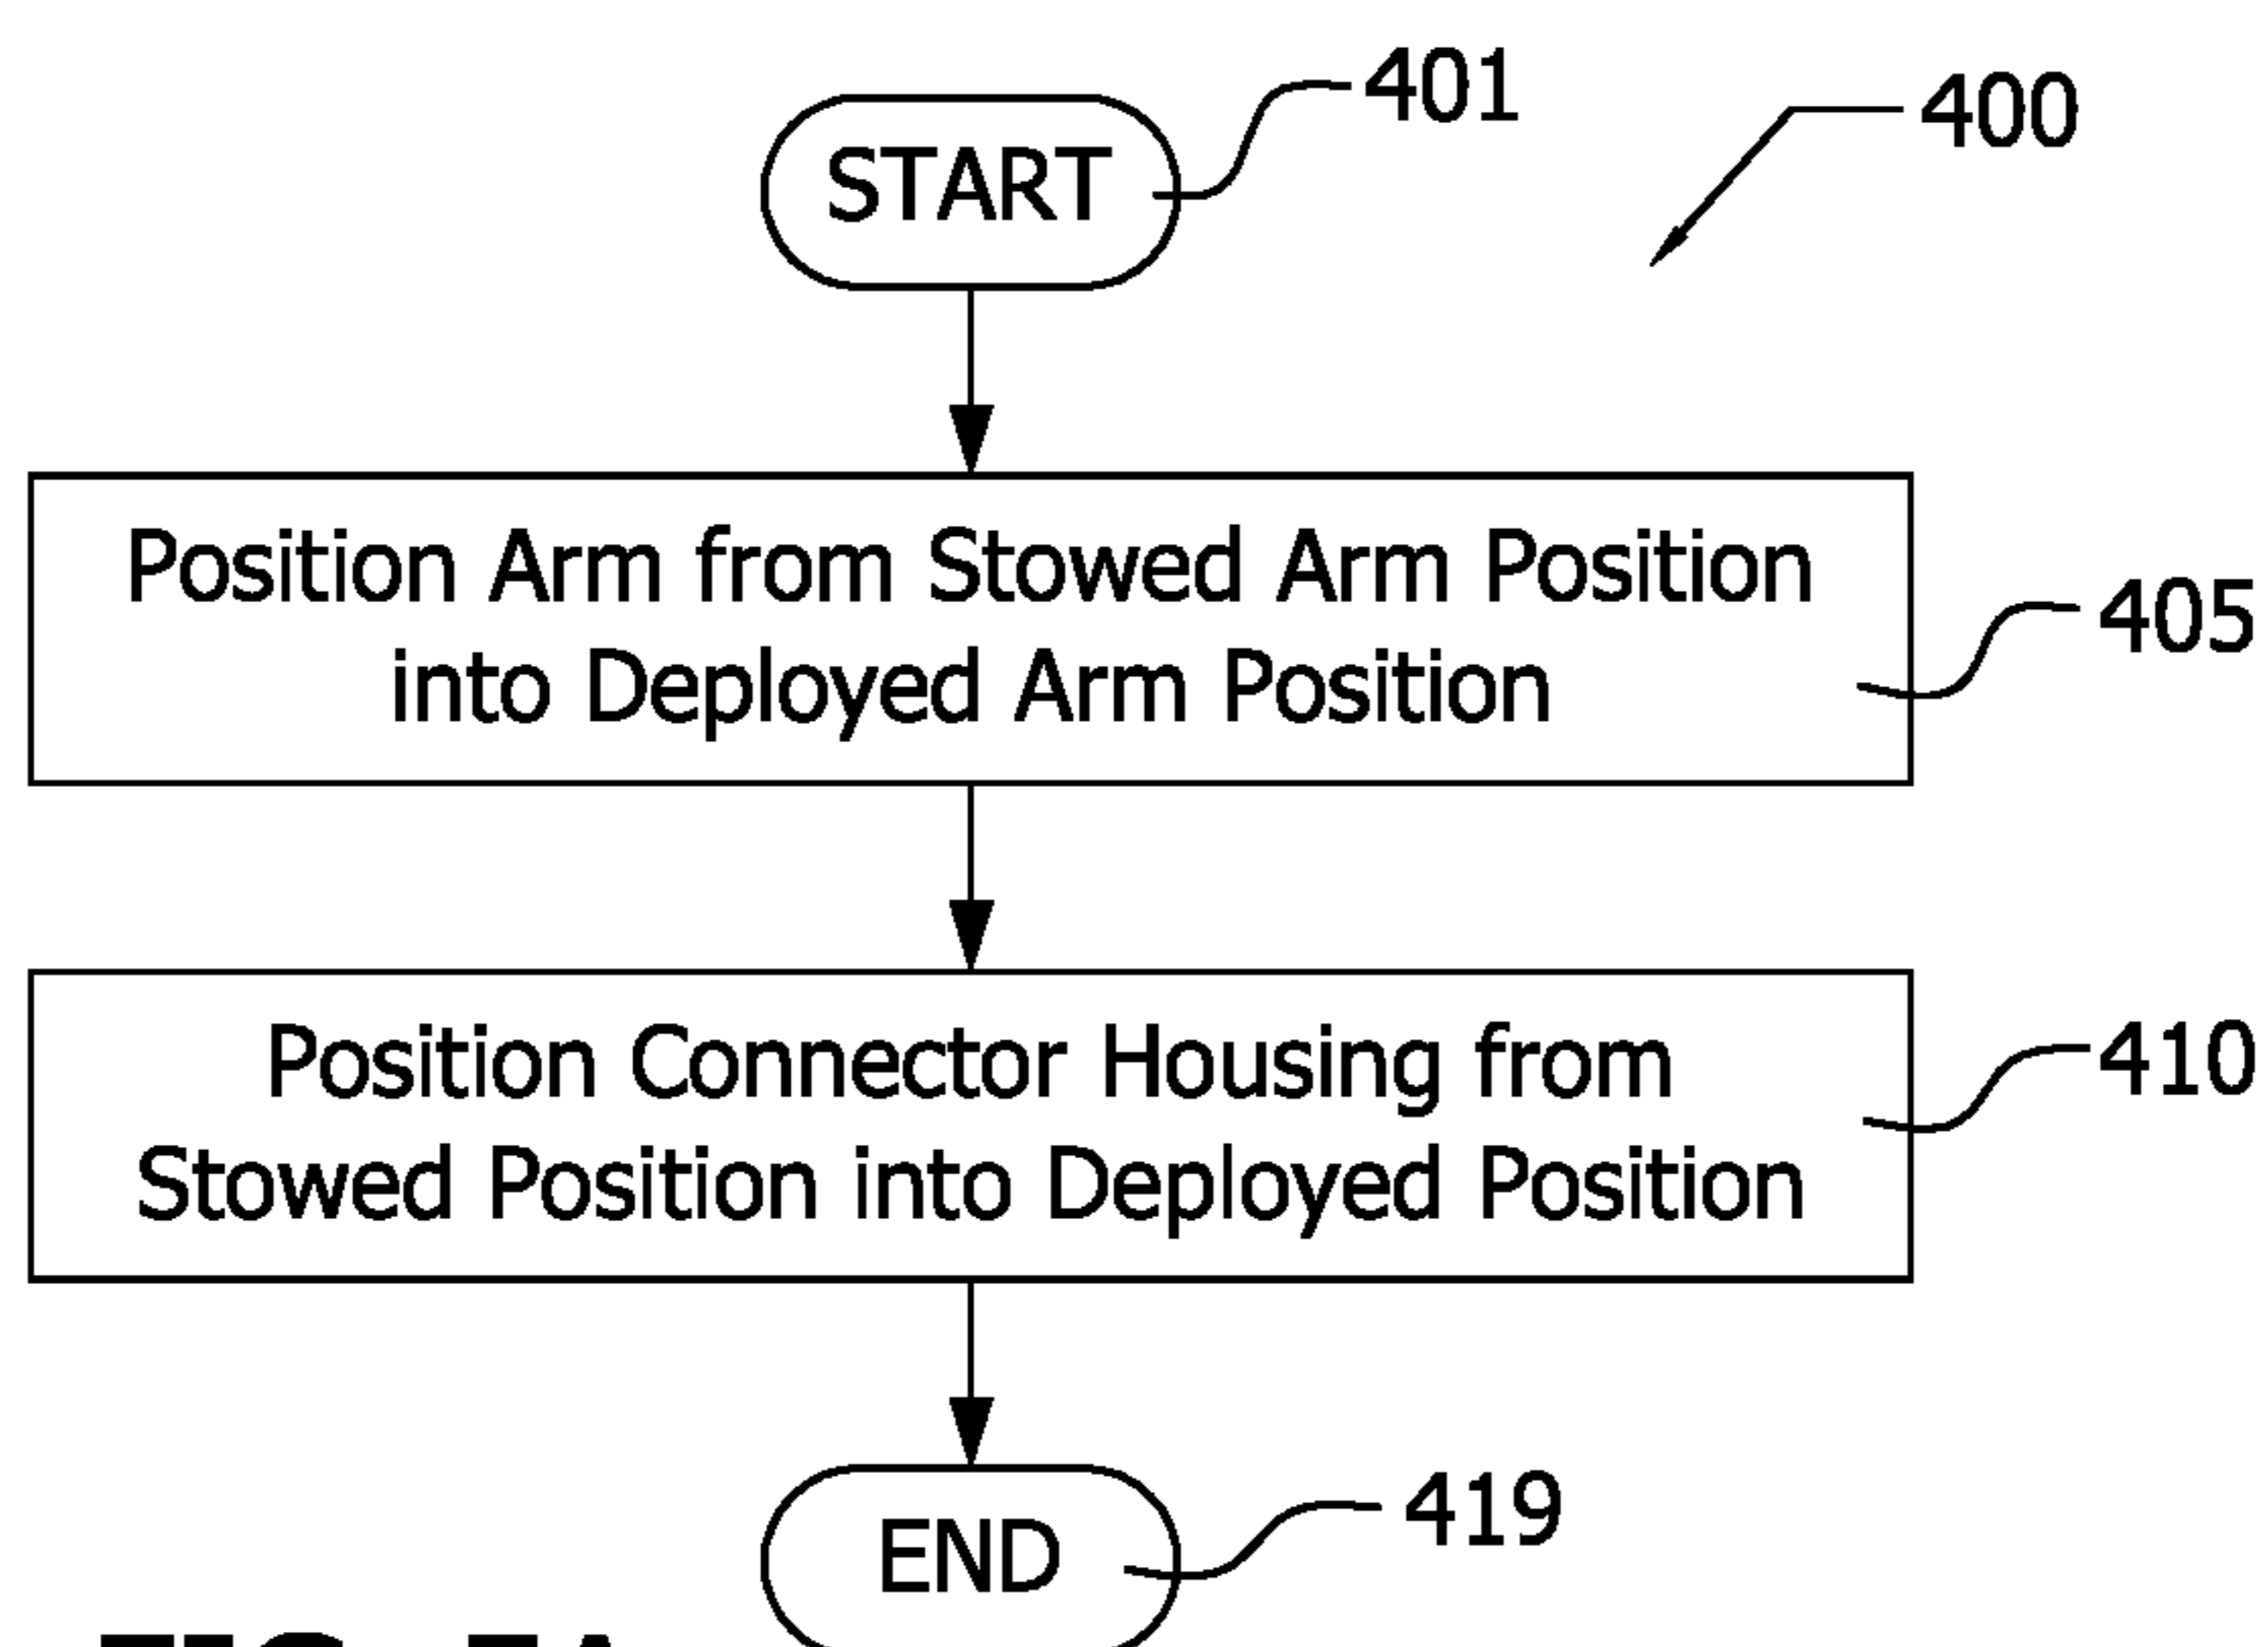 401
400
START
Position Arm from Stowed Arm Position
into Deployed Arm Position
405
Position Connector Housing from
Stowed Position into Deployed Position
410
END
419